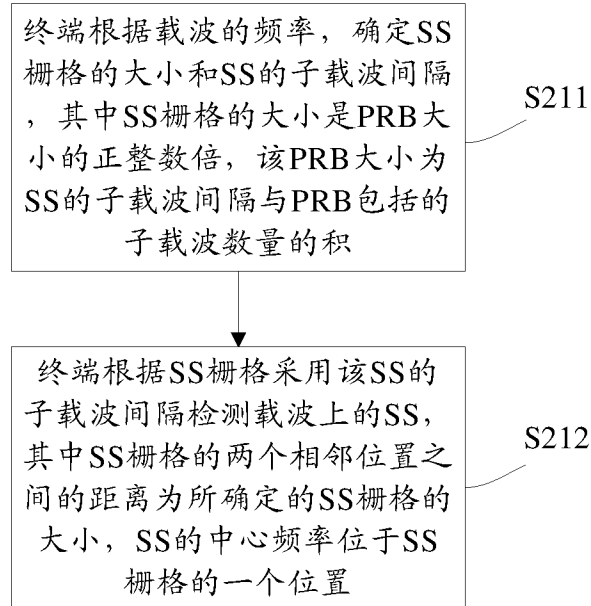 终端根据载波的频率，确定SS
栅格的大小和SS的子载波间隔
，其中SS栅格的大小是PRB大
小的正整数倍，该PRB大小为
SS的子载波间隔与PRB包括的
子载波数量的积
S211
终端根据SS栅格采用该SS的
子载波间隔检测载波上的SS，
其中SS栅格的两个相邻位置之
间的距离为所确定的SS栅格的
大小，SS的中心频率位于SS
栅格的一个位置
S212